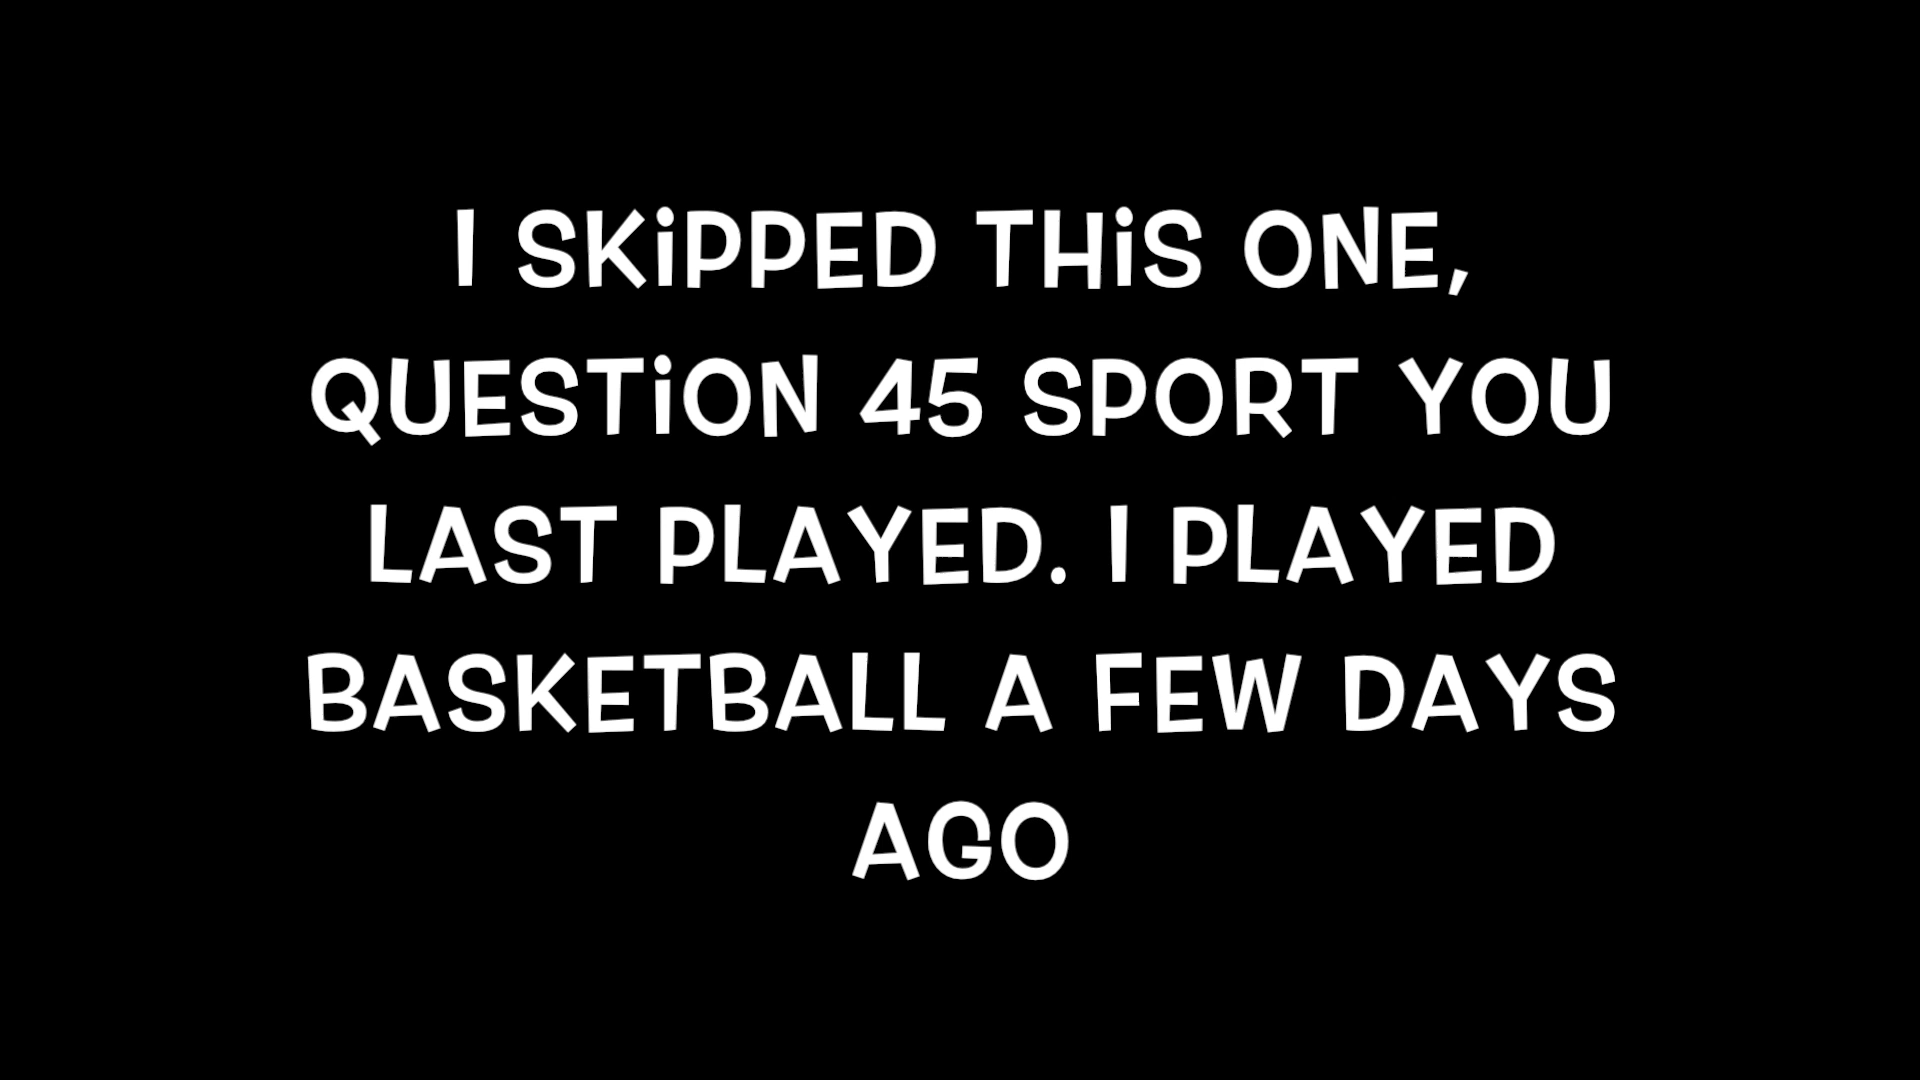 I SKiPPED THiS ONE,
QUESTiON 45 SPORT YOU
LAST PLAYED. I PLAYED
BASKETBALL A FEW DAYS
AGO